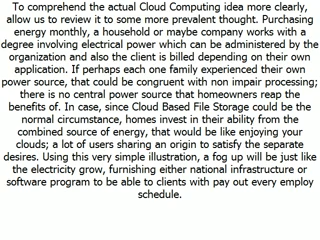 To comprehend the actual Cloud Computing idea more clearly,
allow us to review it to some more prevalent thought. Purchasing
energy monthly, a household or maybe company works with a
degree involving electrical power which can be administered by the
organization and also the client is billed depending on their own
application. If perhaps each one family experienced their own
power source, that could be congruent with non impair processing;
there is no central power source that homeowners reap the
benefits of. In case, since Cloud Based File Storage could be the
normal circumstance, homes invest in their ability from the
combined source of energy, that would be like enjoying your
clouds; a lot of users sharing an origin to satisfy the separate
desires. Using this very simple illustration, a fog up will be just like
the electricity grow, furnishing either national infrastructure or
software program to be able to clients with pay out every employ
schedule.